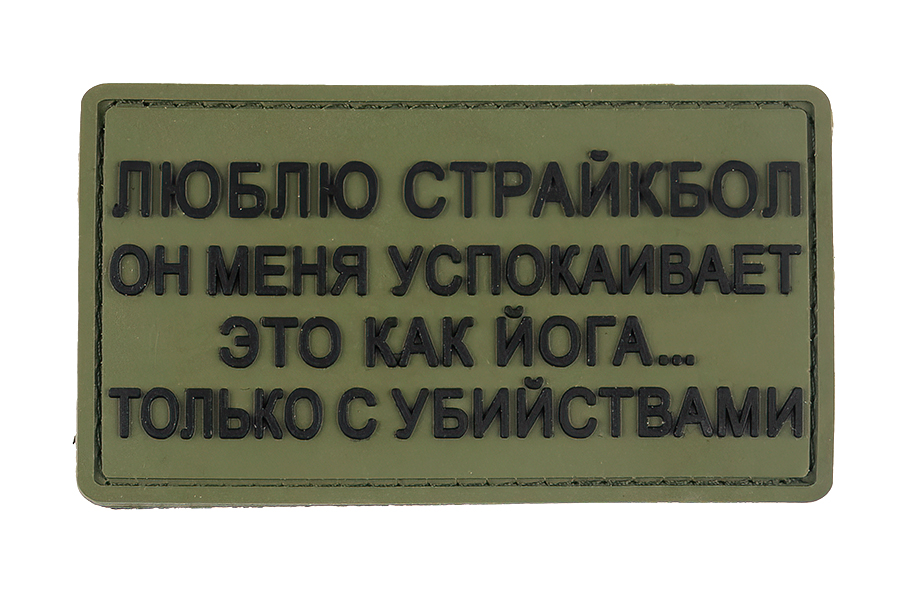 ЛЮБЛЮ СТРАЙКБОЛ
ОН МЕНЯ УСПОКАИВАЕТ
ЭТО КАК ЙОГА...
ТОЛЬКО С УБИЙСТВАМИ